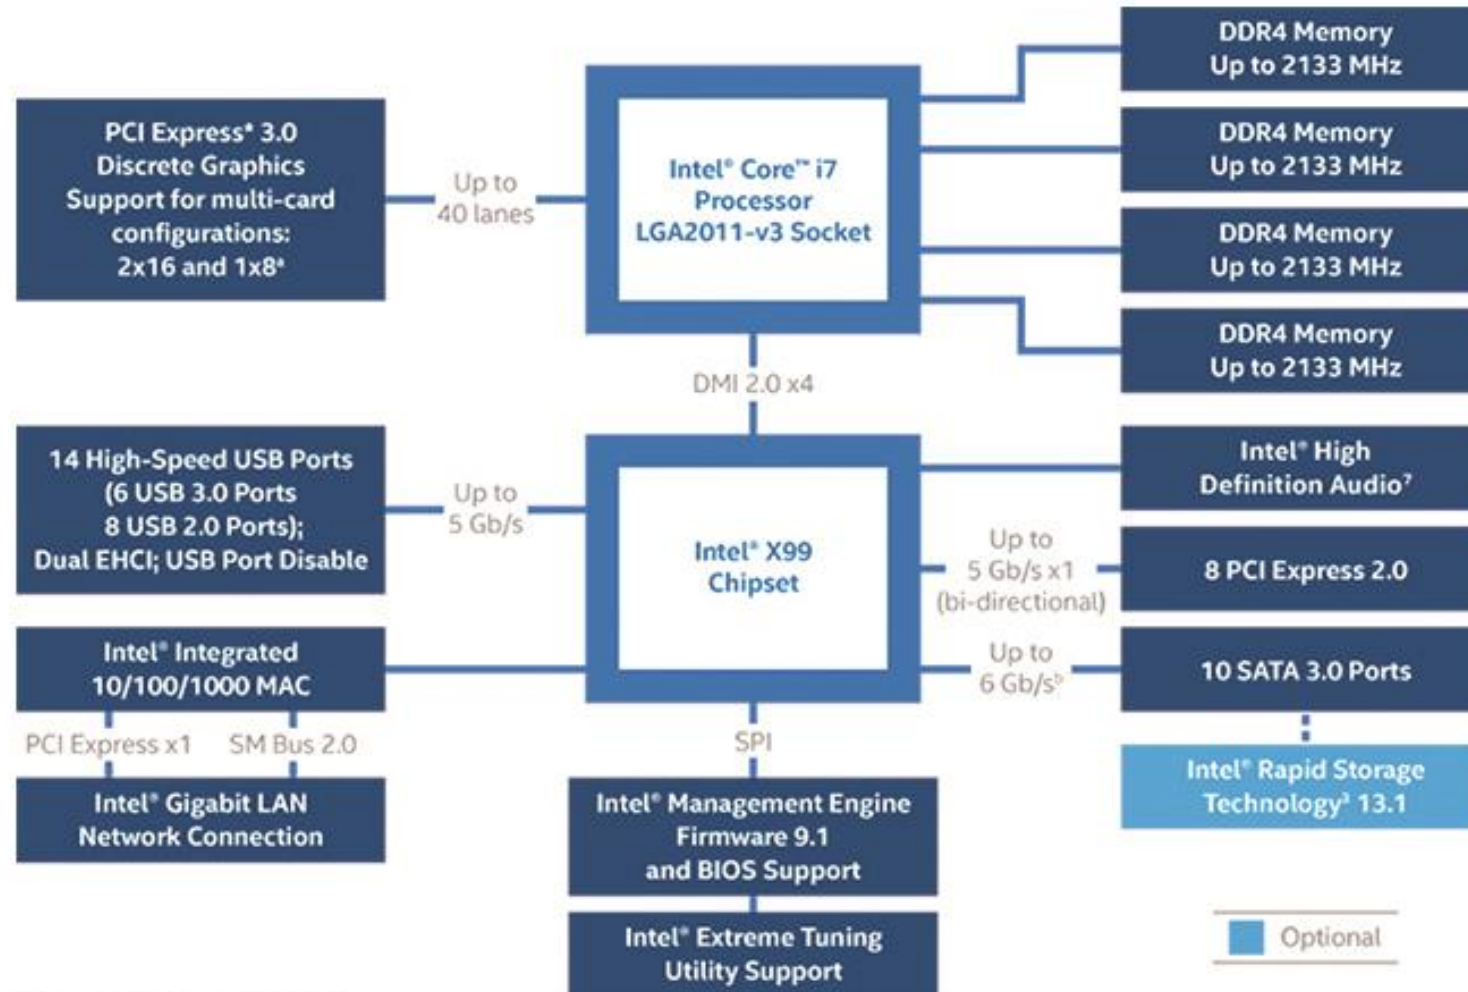 PCI Express* 3.0
Discrete Graphics
Support for multi-card
configurations:
2x16 and 1x8ᵃ
Up to
40 lanes
Intel® Core™ i7
Processor
LGA2011-v3 Socket
DDR4 Memory
Up to 2133 MHz
DDR4 Memory
Up to 2133 MHz
DDR4 Memory
Up to 2133 MHz
DDR4 Memory
Up to 2133 MHz
DMI 2.0 x4
14 High-Speed USB Ports
(6 USB 3.0 Ports
8 USB 2.0 Ports);
Dual EHCI; USB Port Disable
Up to
5 Gb/s
Intel® X99
Chipset
Intel® High
Definition Audio⁷
Up to
5 Gb/s x1
(bi-directional)
8 PCI Express 2.0
Intel® Integrated
10/100/1000 MAC
Up to
6 Gb/sᵇ
10 SATA 3.0 Ports
PCI Express x1
SM Bus 2.0
SPI
Intel® Rapid Storage
Technology³ 13.1
Intel® Gigabit LAN
Network Connection
Intel® Management Engine
Firmware 9.1
and BIOS Support
Intel® Extreme Tuning
Utility Support
Optional